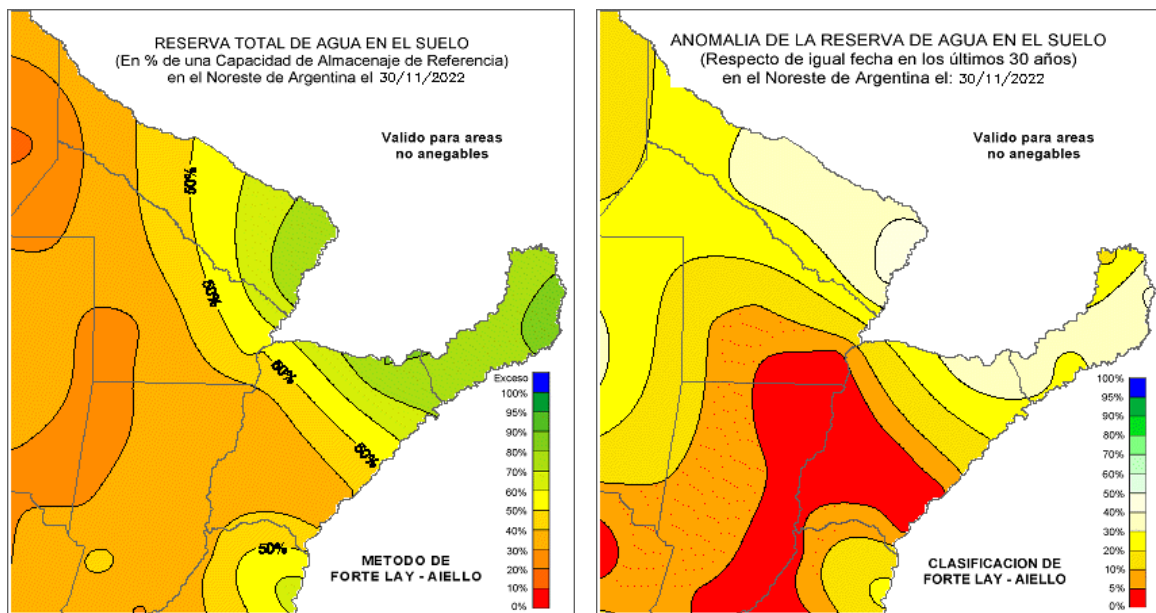 RESERVA TOTAL DE AGUA EN EL SUELO
(En % de una Capacidad de Almacenaje de Referencia)
en el Noreste de Argentina el 30/11/2022
Valido para areas
no anegables
50%
50%
50%
50%
50%
Exceso
100%
95%
90%
80%
70%
60%
50%
40%
30%
20%
10%
0%
METODO DE
FORTE LAY - AIELLO
ANOMALIA DE LA RESERVA DE AGUA EN EL SUELO
(Respecto de igual fecha en los últimos 30 años)
en el Noreste de Argentina el: 30/11/2022
Valido para areas
no anegables
100%
95%
90%
80%
70%
60%
50%
40%
30%
20%
10%
5%
0%
CLASIFICACION DE
FORTE LAY - AIELLO